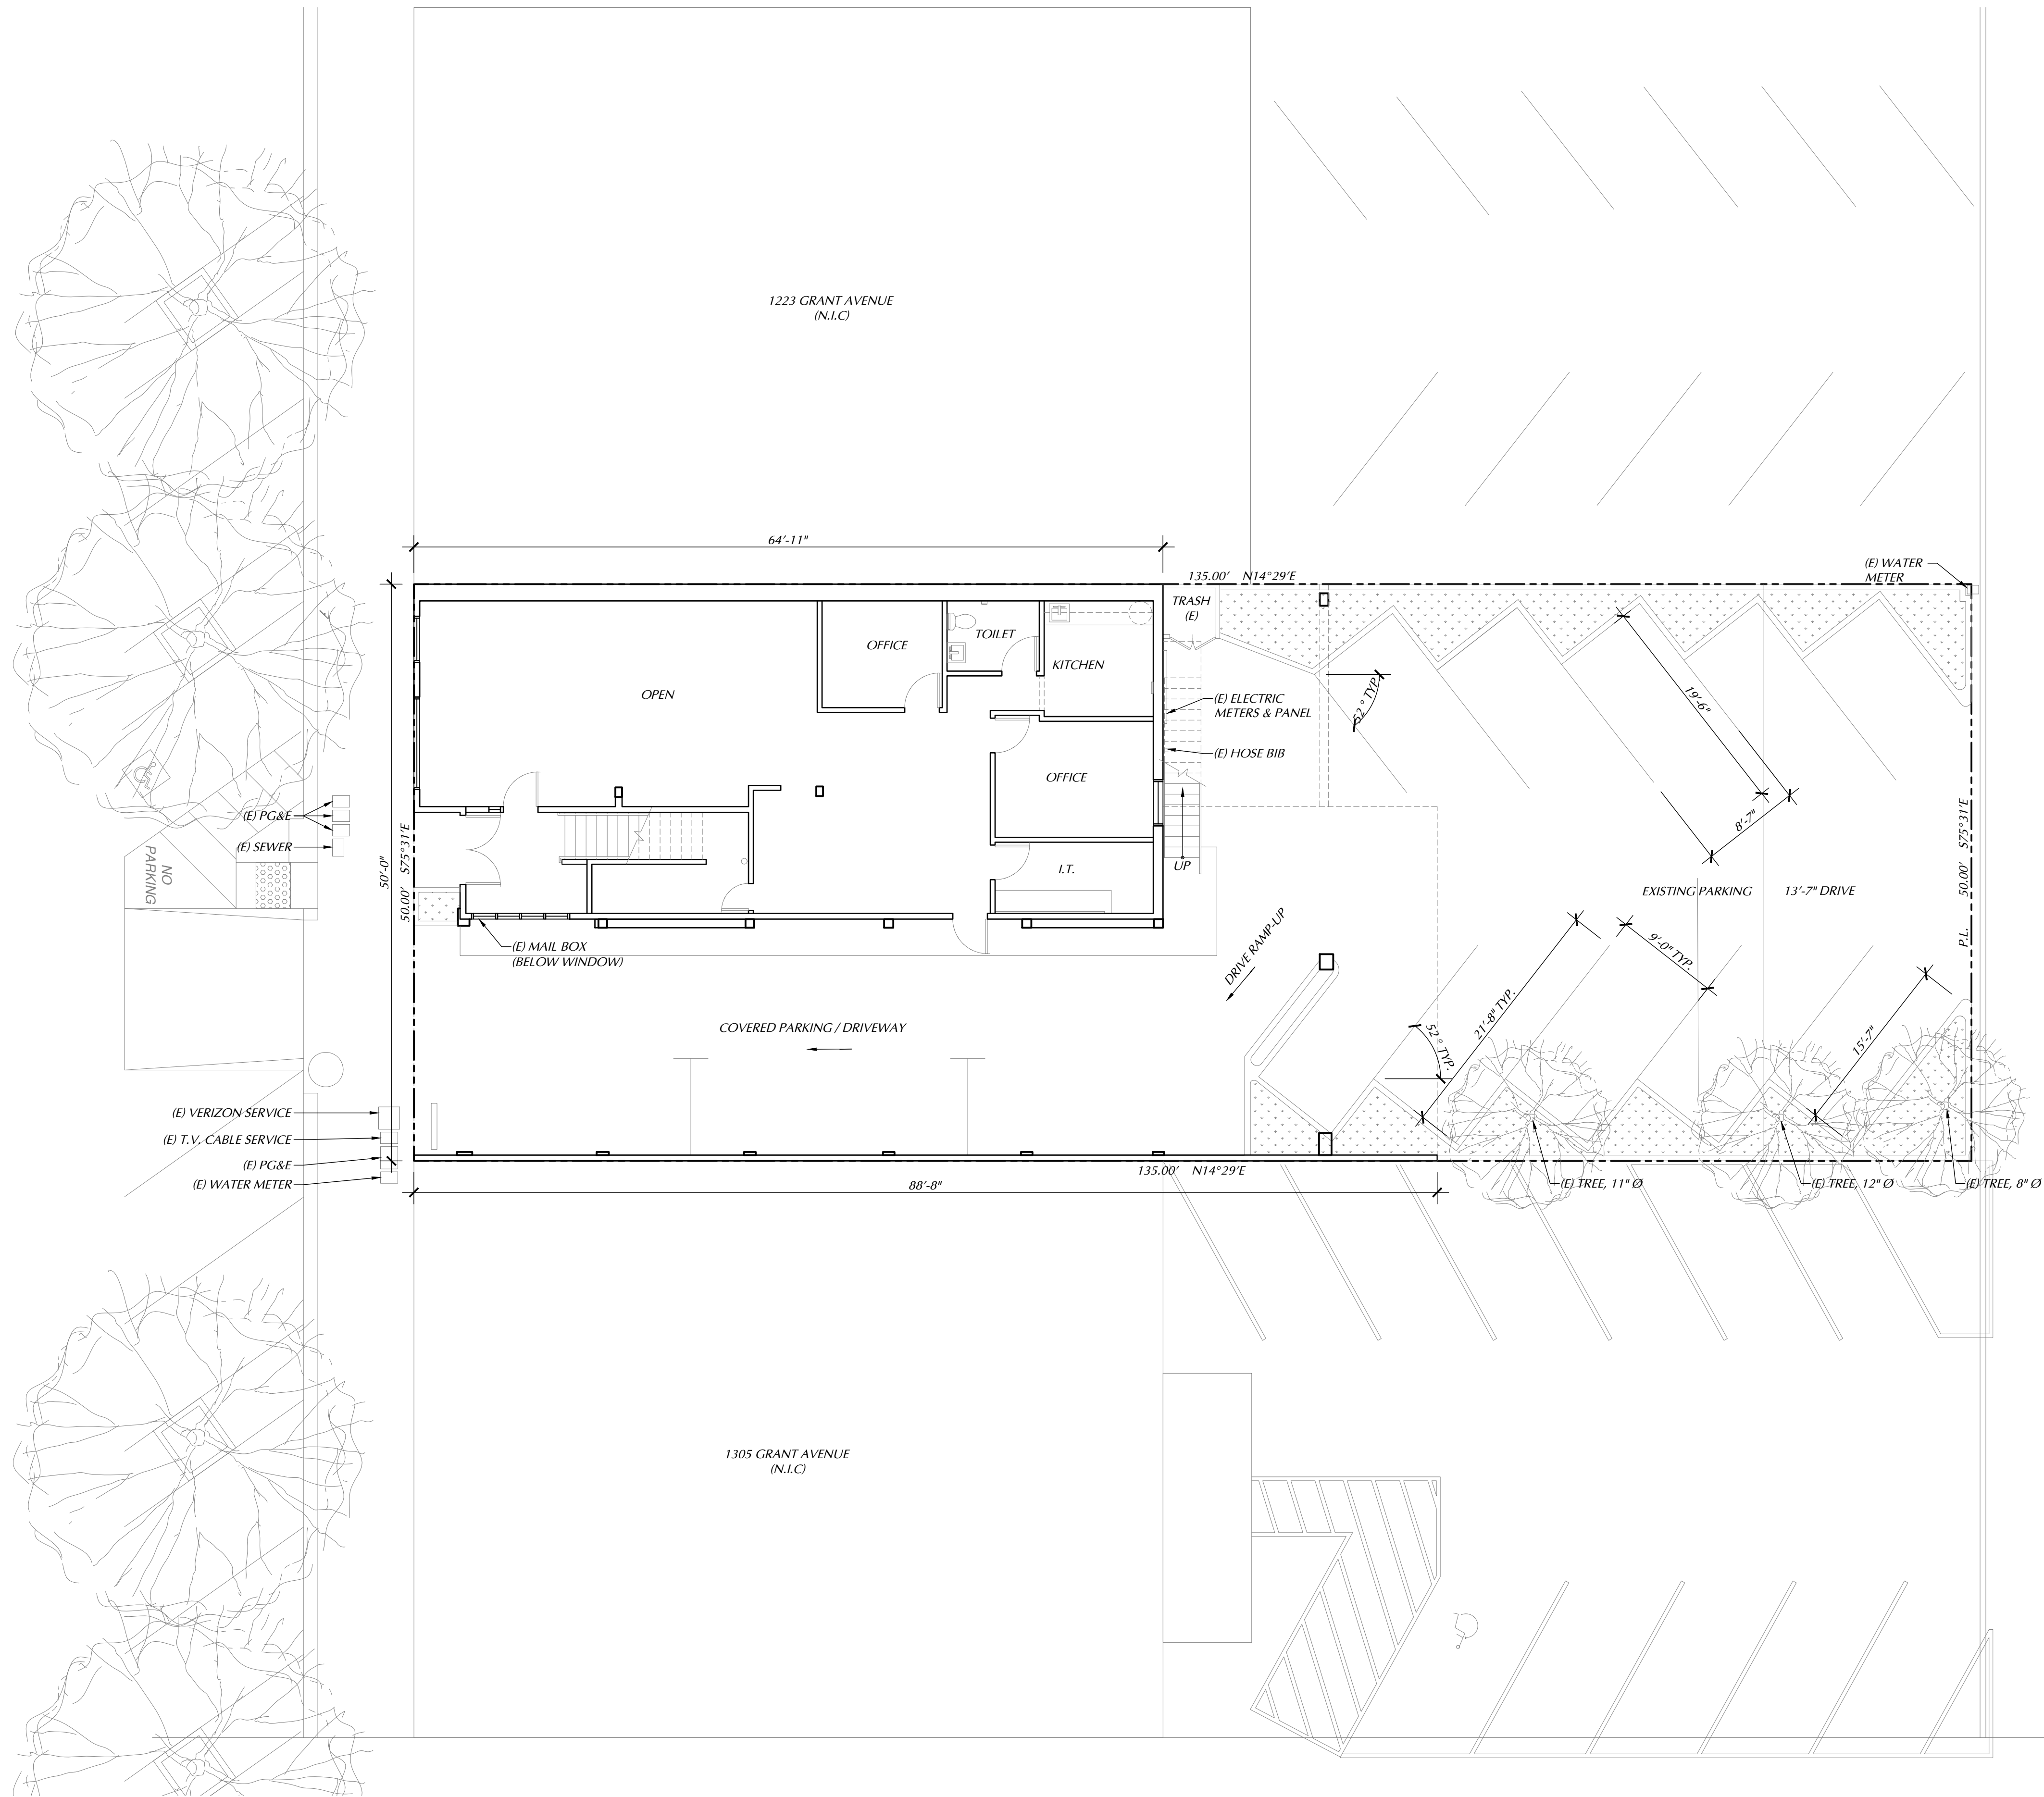 1223 GRANT AVENUE
(N.I.C)
64'-11"
135.00'   N14°29'E
(E) WATER
METER
TRASH
(E)
OFFICE
TOILET
KITCHEN
OPEN
(E) ELECTRIC
METERS & PANEL
52° TYP.
19'-6"
(E) HOSE BIB
OFFICE
8'-7"
(E) PG&E
(E) SEWER
NO
PARKING
50'-0"
50.00'   S75°31'E
I.T.
UP
EXISTING PARKING
13'-7" DRIVE
50.00'   S75°31'E
P.L.
(E) MAIL BOX
(BELOW WINDOW)
DRIVE RAMP-UP
9'-0" TYP.
21'-8" TYP.
COVERED PARKING / DRIVEWAY
52° TYP.
15'-7"
(E) VERIZON SERVICE
(E) T.V. CABLE SERVICE
(E) PG&E
(E) WATER METER
135.00'   N14°29'E
88'-8"
(E) TREE, 11" Ø
(E) TREE, 12" Ø
(E) TREE, 8" Ø
1305 GRANT AVENUE
(N.I.C)